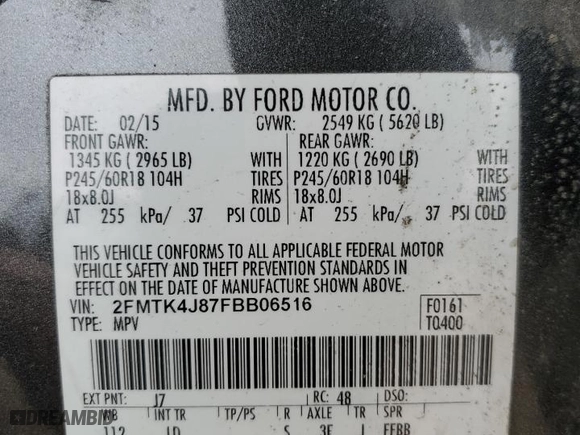 MFD. BY FORD MOTOR CO.
DATE: 02/15 GVWR: 2549 KG ( 5620 LB)
FRONT GAWR: REAR GAWR:
1345 KG ( 2965 LB) WITH 1220 KG ( 2690 LB) WITH
P245/60R18 104H TIRES P245/60R18 104H TIRES
18x8.0J RIMS 18x8.0J RIMS
AT 255 kPa/ 37 PSI COLD AT 255 kPa/ 37 PSI COLD
THIS VEHICLE CONFORMS TO ALL APPLICABLE FEDERAL MOTOR
VEHICLE SAFETY AND THEFT PREVENTION STANDARDS IN
EFFECT ON THE DATE OF MANUFACTURE SHOWN ABOVE.
VIN: 2FMTK4J87FBB06516 F0161
TYPE: MPV T0400
EXT PNT: J7 RC: 48 DSO:
WB INT TR TP/PS R AXLE TR SPR
112 LD S 3E J FFBB
DREAMBID